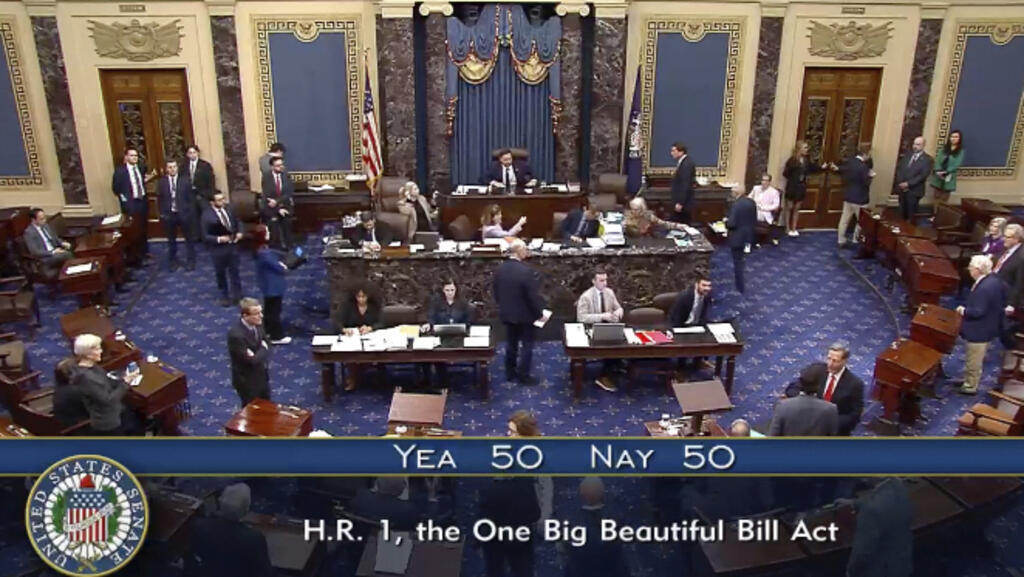 Yea 50 Nay 50
H.R. 1, the One Big Beautiful Bill Act
UNITED STATES SENATE